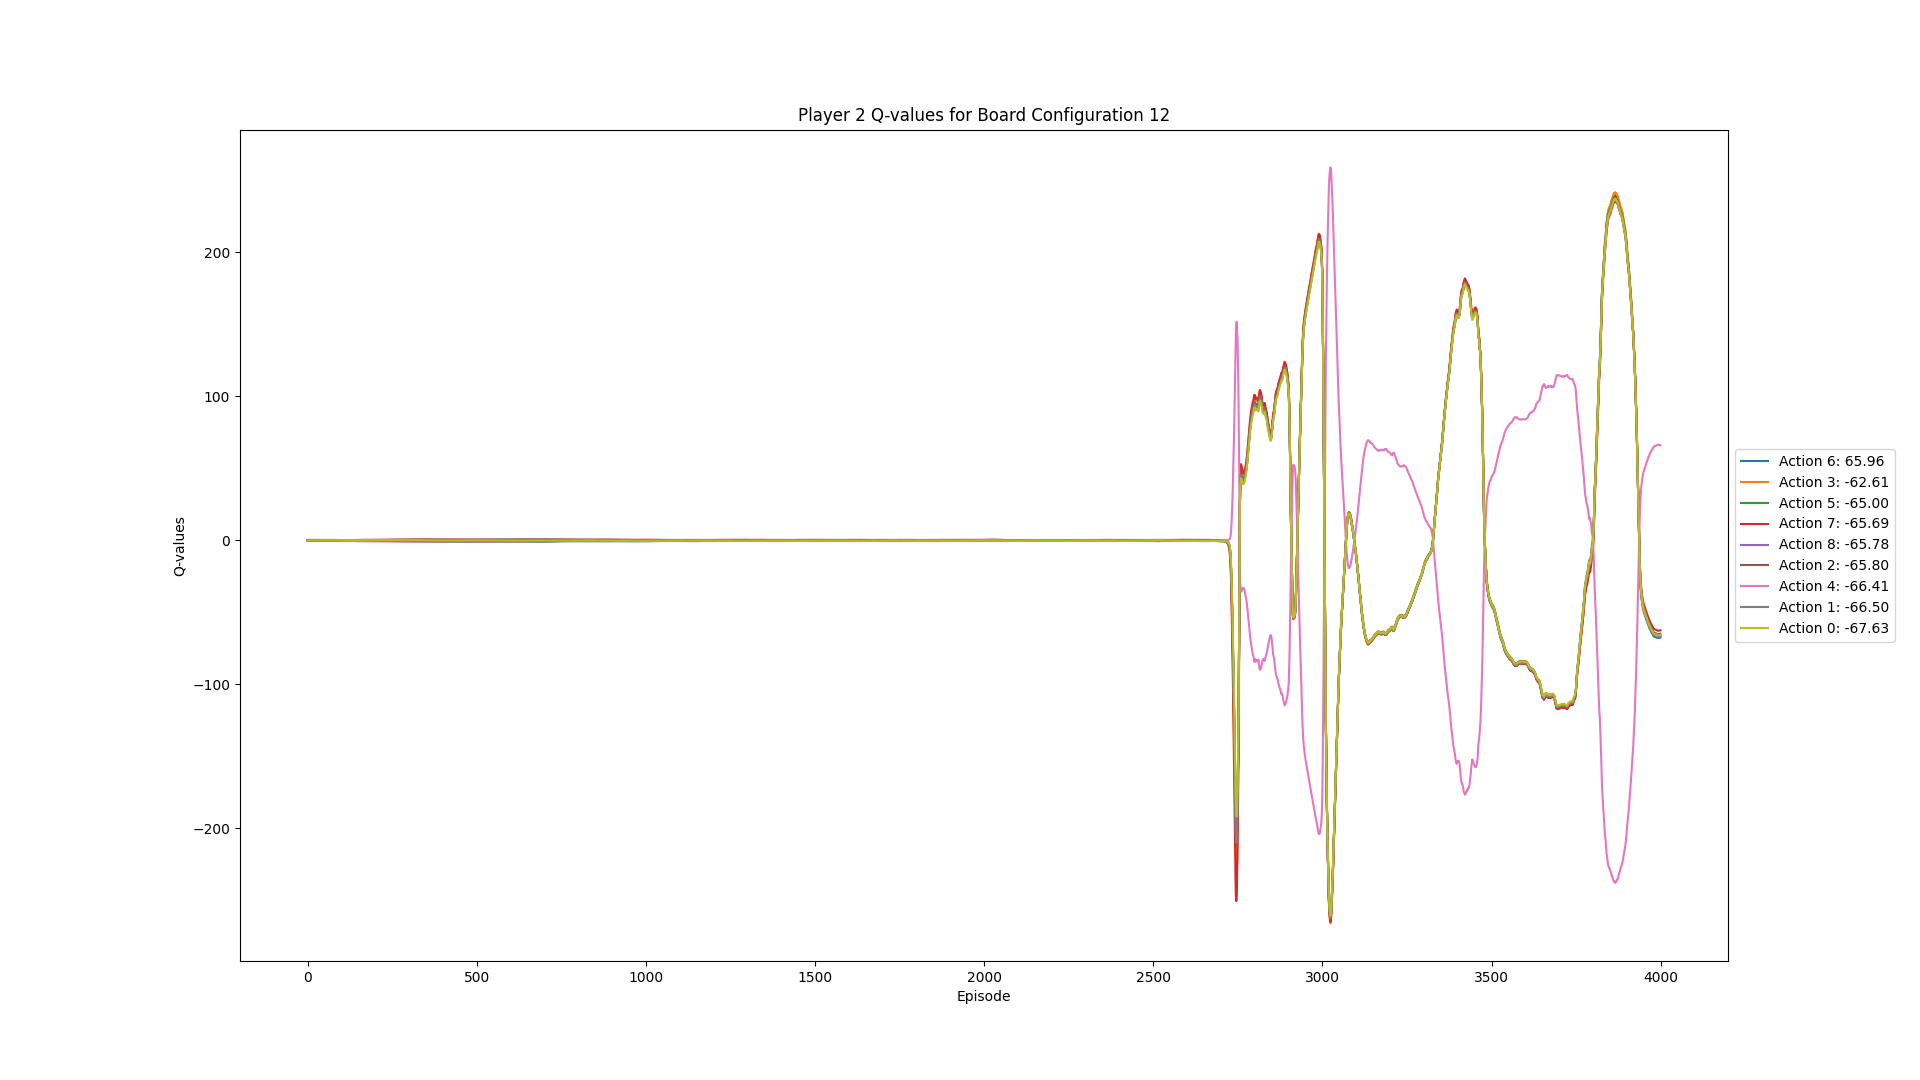 Player 2 Q-values for Board Configuration 12
Q-values
200
100
0
−100
−200
0
500
1000
1500
2000
2500
3000
3500
4000
Episode
Action 6: 65.96
Action 3: -62.61
Action 5: -65.00
Action 7: -65.69
Action 8: -65.78
Action 2: -65.80
Action 4: -66.41
Action 1: -66.50
Action 0: -67.63